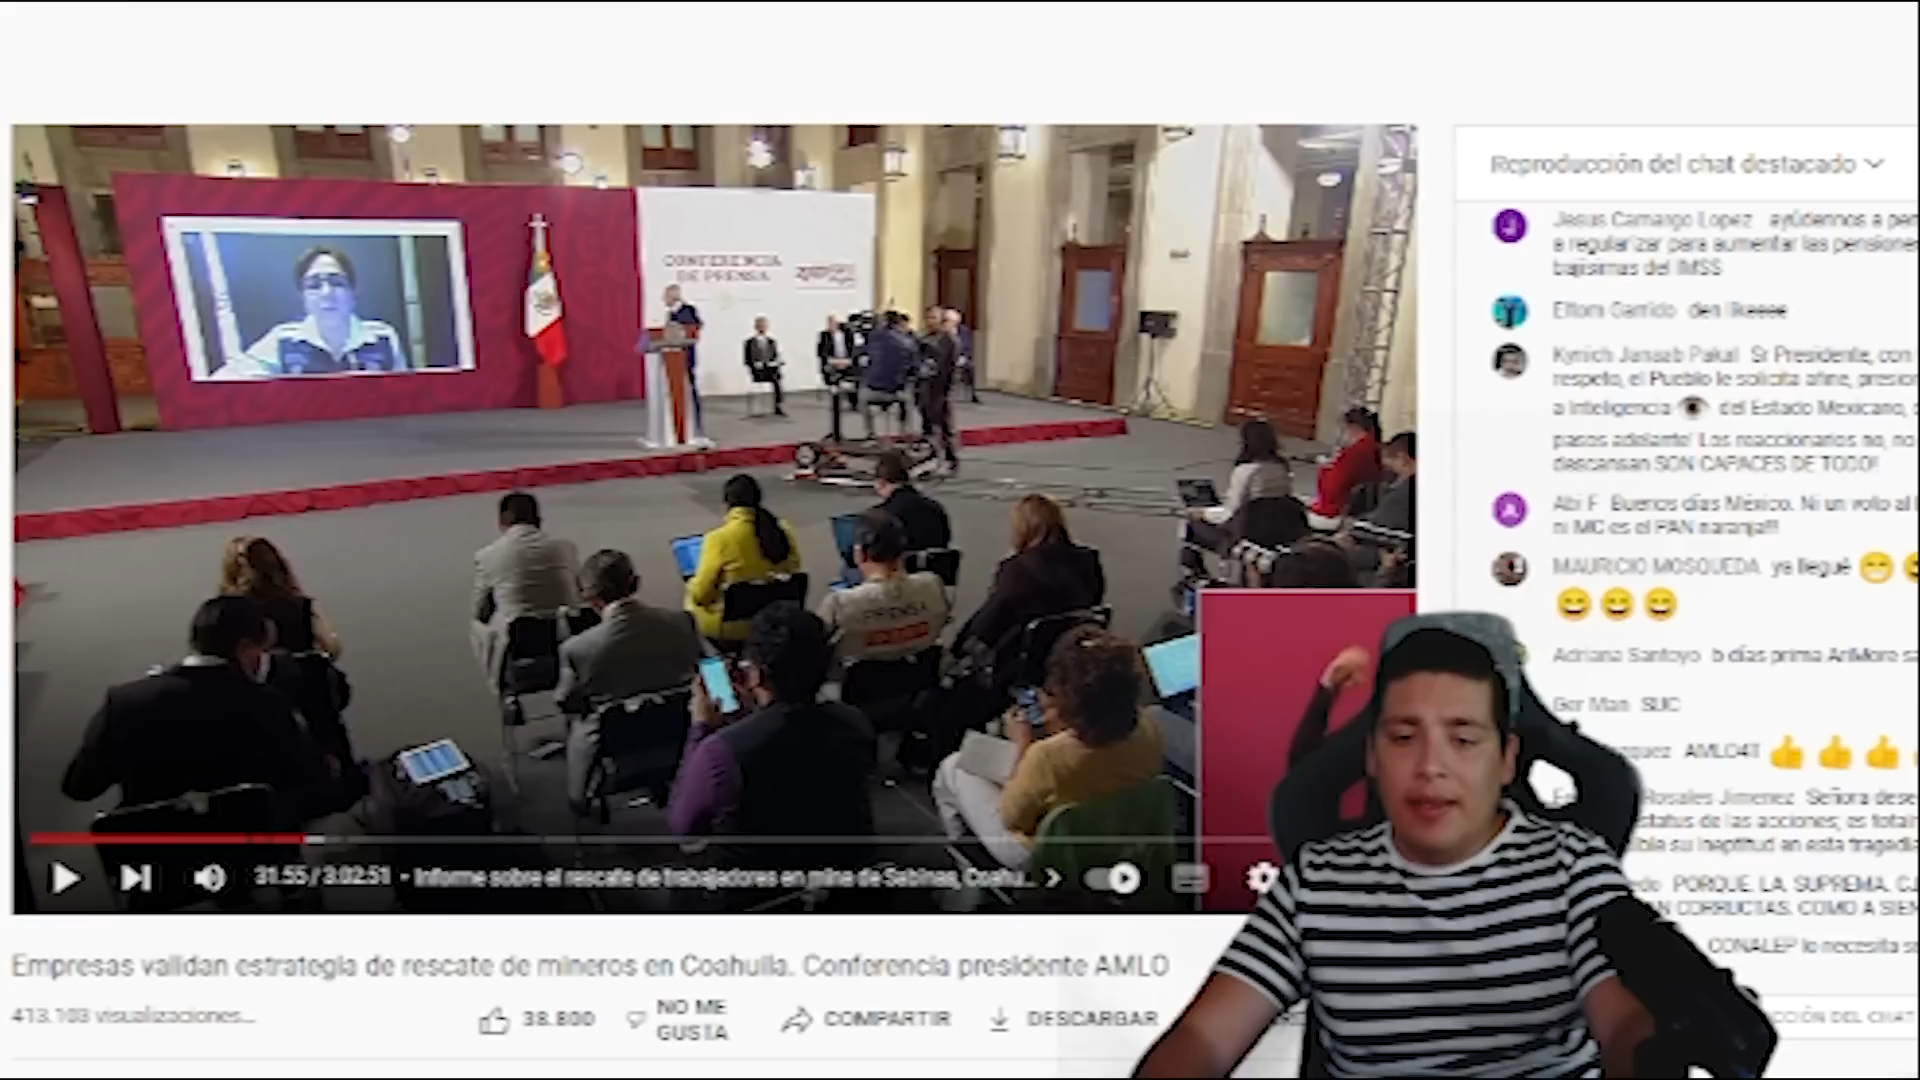 CONFERENCIA
DE PRENSA
PRENSA
31:55 / 3:02:51 • Informe sobre el rescate de trabajadores en mina de Sabinas, Coahu...
Empresas validan estrategia de rescate de mineros en Coahuila. Conferencia presidente AMLO
413.103 visualizaciones...
38.800
NO ME
GUSTA
COMPARTIR
DESCARGAR
Reproducción del chat destacado
Jesus Camargo Lopez ayúdennos a
a regularizar para aumentar las
bajísimas del IMSS
Garrido den likeeee
Kynich Janaab Pakal Sr Presidente, con
respeto, el Pueblo le solicita afine,
a Inteligencia 👁 del Estado Mexicano,
pasos adelante! Los reaccionarios no, no
descansan SON CAPACES DE TODO!
Abi F Buenos días México. Ni un voto al
ni MC es el PAN naranja!!!
MAURICIO MOSQUEDA ya llegué 😁
😄 😄 😄
Adriana Santoyo b días prima AnMore
Ger Man SUC
AMLO4T 👍 👍 👍
Rosales Jimenez Señora
status de las acciones; es
su ineptitud en esta
PORQUE. LA. SUPREMA.
CORRUCTAS. COMO A
CONALEP lo necesita